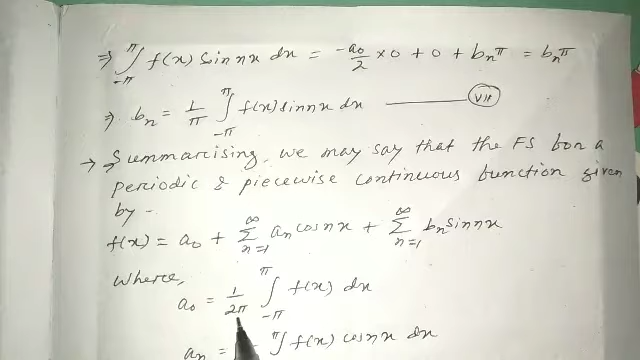 ⇒ ∫_{-π}^{π} f(x) sin nx dx = -a₀/2 × 0 + 0 + bₙπ = bₙπ
⇒ bₙ = 1/π ∫_{-π}^{π} f(x) sin nx dx ——— (VII)
→ Summarcising, we may say that the FS for a
periodic & piecewise continuous function given
by -
f(x) = a₀ + Σ_{n=1}^{∞} aₙ cos nx + Σ_{n=1}^{∞} bₙ sin nx
Where,
a₀ = 1/2π ∫_{-π}^{π} f(x) dx
aₙ = ∫^{π} f(x) cos nx dx